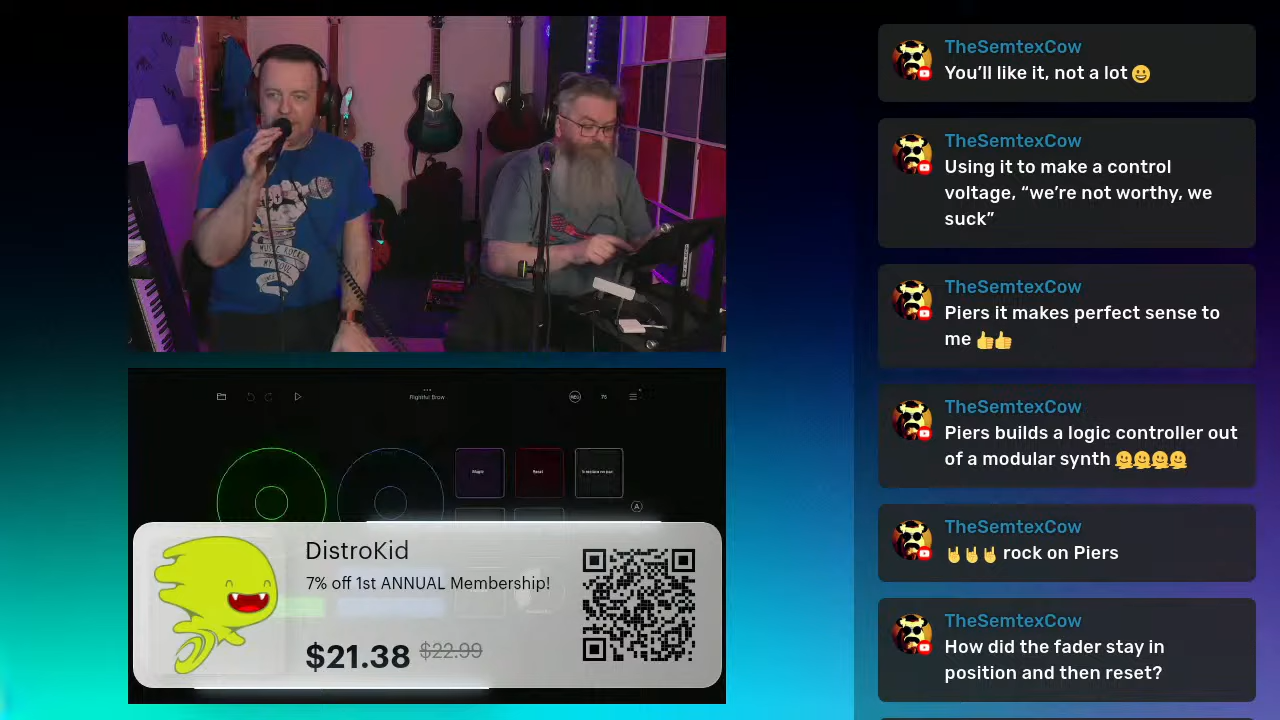 TheSemtexCow
You’ll like it, not a lot 😀
TheSemtexCow
Using it to make a control
voltage, “we’re not worthy, we
suck”
TheSemtexCow
Piers it makes perfect sense to
me 👍👍
TheSemtexCow
Piers builds a logic controller out
of a modular synth 🫠🫠🫠🫠
TheSemtexCow
🤘🤘🤘 rock on Piers
TheSemtexCow
How did the fader stay in
position and then reset?
75
A
DistroKid
7% off 1st ANNUAL Membership!
$21.38 $22.99